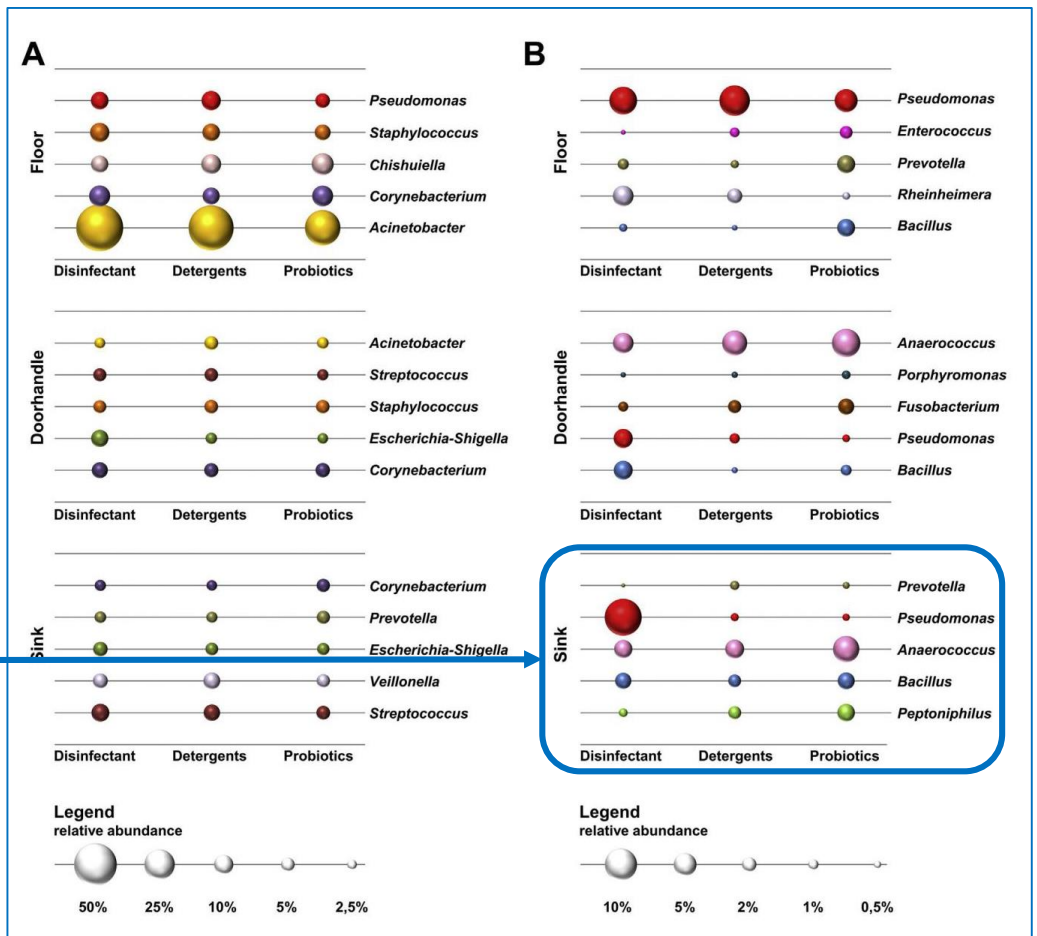 A
Floor
Pseudomonas
Staphylococcus
Chishuiella
Corynebacterium
Acinetobacter
Disinfectant Detergents Probiotics
Doorhandle
Acinetobacter
Streptococcus
Staphylococcus
Escherichia-Shigella
Corynebacterium
Disinfectant Detergents Probiotics
Sink
Corynebacterium
Prevotella
Escherichia-Shigella
Veillonella
Streptococcus
Disinfectant Detergents Probiotics
Legend
relative abundance
50% 25% 10% 5% 2,5%
B
Floor
Pseudomonas
Enterococcus
Prevotella
Rheinheimera
Bacillus
Disinfectant Detergents Probiotics
Doorhandle
Anaerococcus
Porphyromonas
Fusobacterium
Pseudomonas
Bacillus
Disinfectant Detergents Probiotics
Sink
Prevotella
Pseudomonas
Anaerococcus
Bacillus
Peptoniphilus
Disinfectant Detergents Probiotics
Legend
relative abundance
10% 5% 2% 1% 0,5%